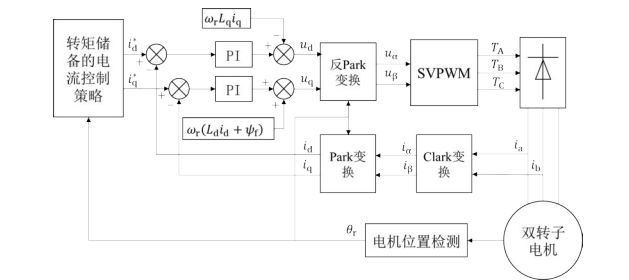 ω_r L_q i_q
转矩储
备的电
流控制
策略
i_d^*
i_q^*
+
−
+
−
PI
PI
−
+
+
+
u_d
u_q
ω_r(L_d i_d + ψ_f)
反Park
变换
u_α
u_β
SVPWM
T_A
T_B
T_C
i_d
i_q
Park变
换
i_α
i_β
Clark变
换
i_a
i_b
θ_r
电机位置检测
双转子
电机